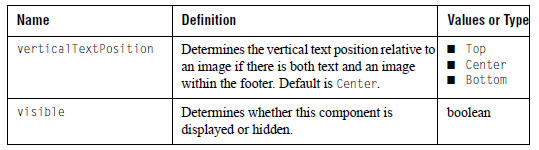 Name Definition Values or Type
verticalTextPosition Determines the vertical text position relative to ■ Top
an image if there is both text and an image ■ Center
within the footer. Default is Center. ■ Bottom
visible Determines whether this component is boolean
displayed or hidden.